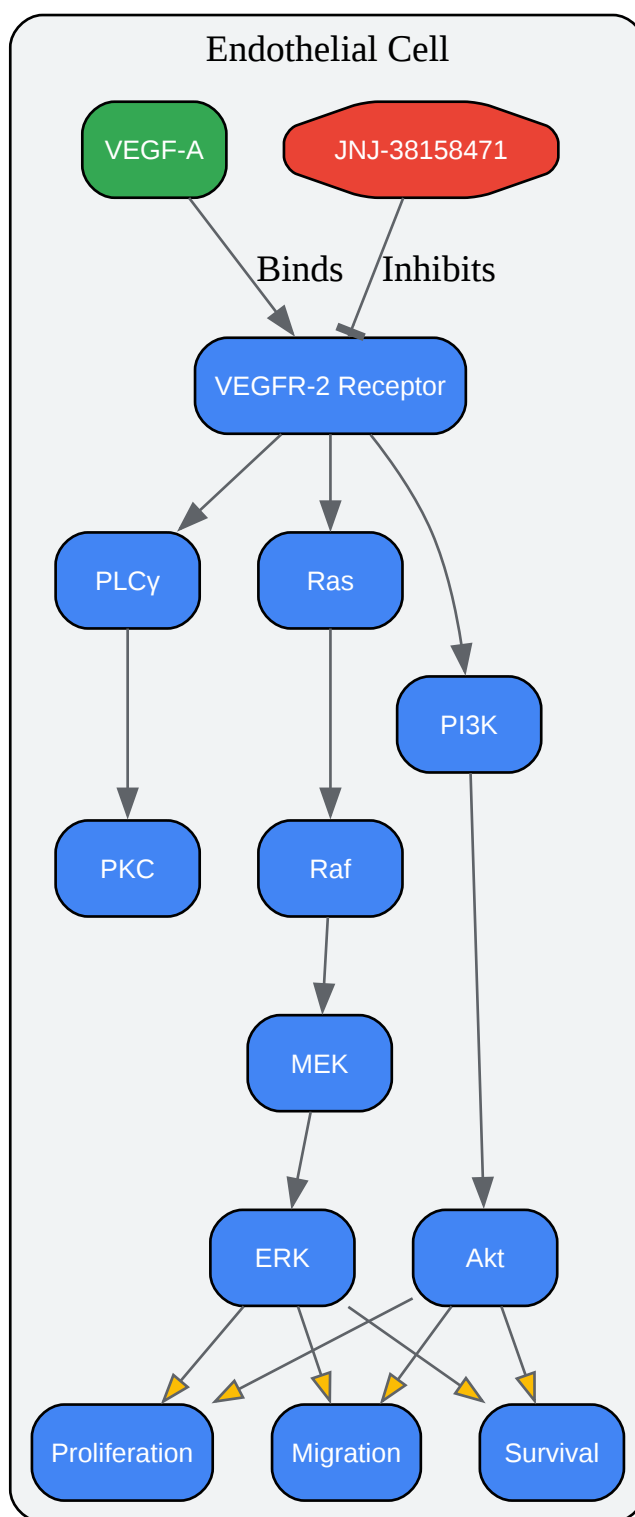 Endothelial Cell
VEGF-A
JNJ-38158471
Binds
Inhibits
VEGFR-2 Receptor
PLCγ
Ras
PI3K
PKC
Raf
MEK
ERK
Akt
Proliferation
Migration
Survival